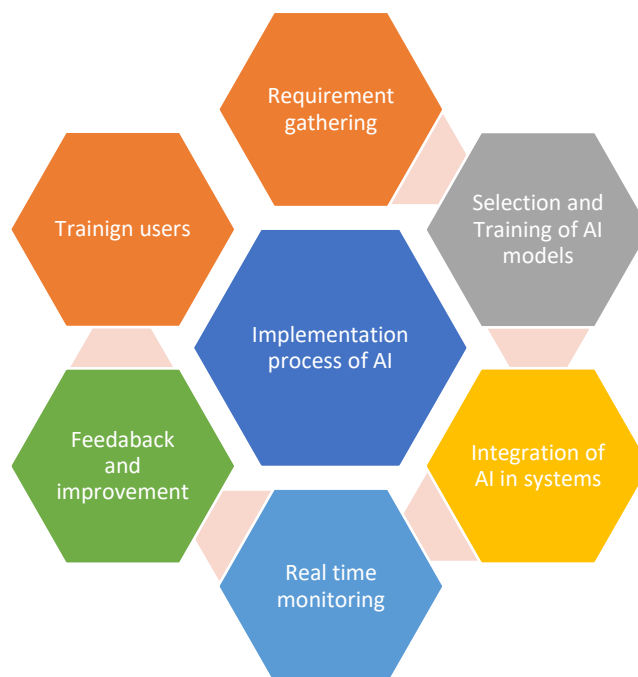 Requirement
gathering
Selection and
Training of AI
models
Trainign users
Implementation
process of AI
Integration of
AI in systems
Feedaback
and
improvement
Real time
monitoring